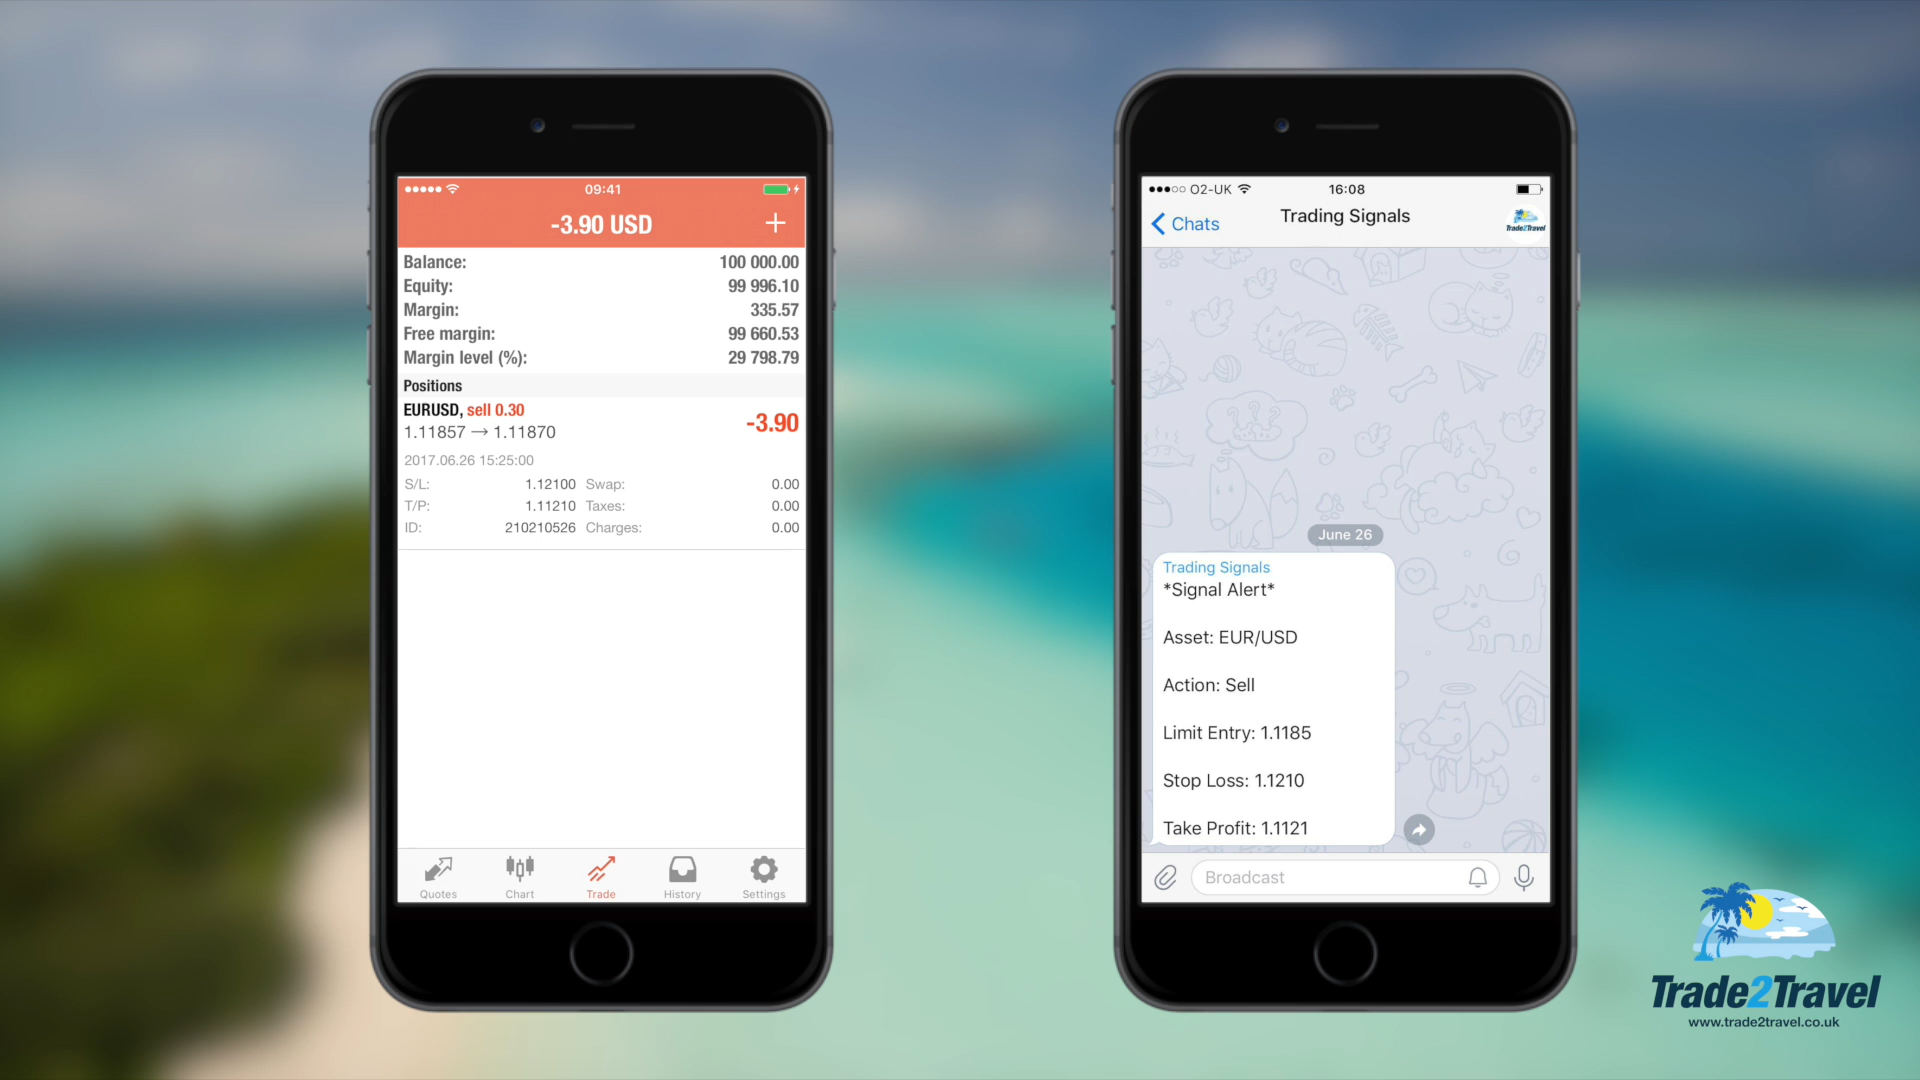 09:41
-3.90 USD
+
Balance: 100 000.00
Equity: 99 996.10
Margin: 335.57
Free margin: 99 660.53
Margin level (%): 29 798.79
Positions
EURUSD, sell 0.30
-3.90
1.11857 → 1.11870
2017.06.26 15:25:00
S/L: 1.12100 Swap: 0.00
T/P: 1.11210 Taxes: 0.00
ID: 210210526 Charges: 0.00
Quotes
Chart
Trade
History
Settings
O2-UK
16:08
Chats
Trading Signals
Trade2Travel
June 26
Trading Signals
*Signal Alert*
Asset: EUR/USD
Action: Sell
Limit Entry: 1.1185
Stop Loss: 1.1210
Take Profit: 1.1121
Broadcast
Trade2Travel
www.trade2travel.co.uk